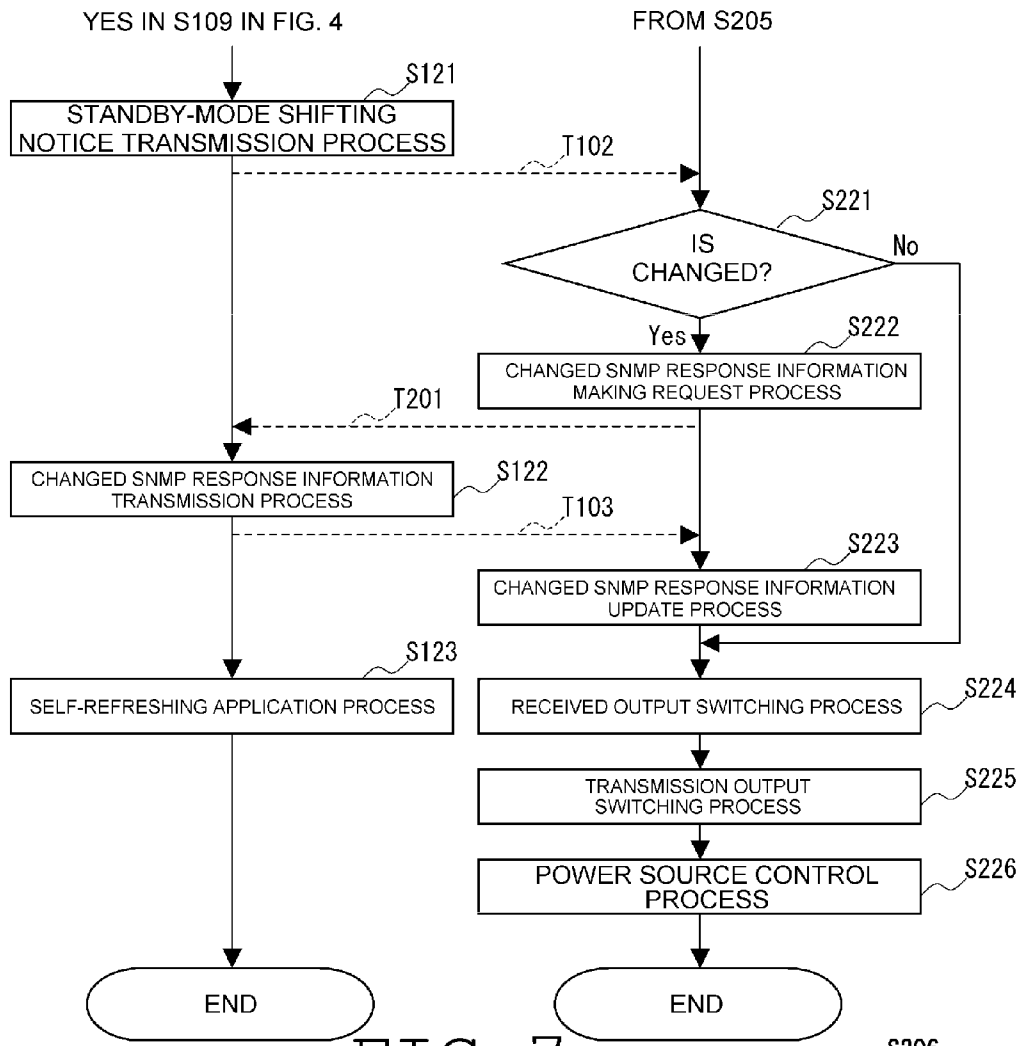 YES IN S109 IN FIG. 4
FROM S205
S121
STANDBY-MODE SHIFTING
NOTICE TRANSMISSION PROCESS
T102
S221
IS
CHANGED?
No
Yes
S222
CHANGED SNMP RESPONSE INFORMATION
MAKING REQUEST PROCESS
T201
CHANGED SNMP RESPONSE INFORMATION
TRANSMISSION PROCESS
S122
T103
S223
CHANGED SNMP RESPONSE INFORMATION
UPDATE PROCESS
S123
SELF-REFRESHING APPLICATION PROCESS
RECEIVED OUTPUT SWITCHING PROCESS
S224
TRANSMISSION OUTPUT
SWITCHING PROCESS
S225
POWER SOURCE CONTROL
PROCESS
S226
END
END
FIG. 7
S206